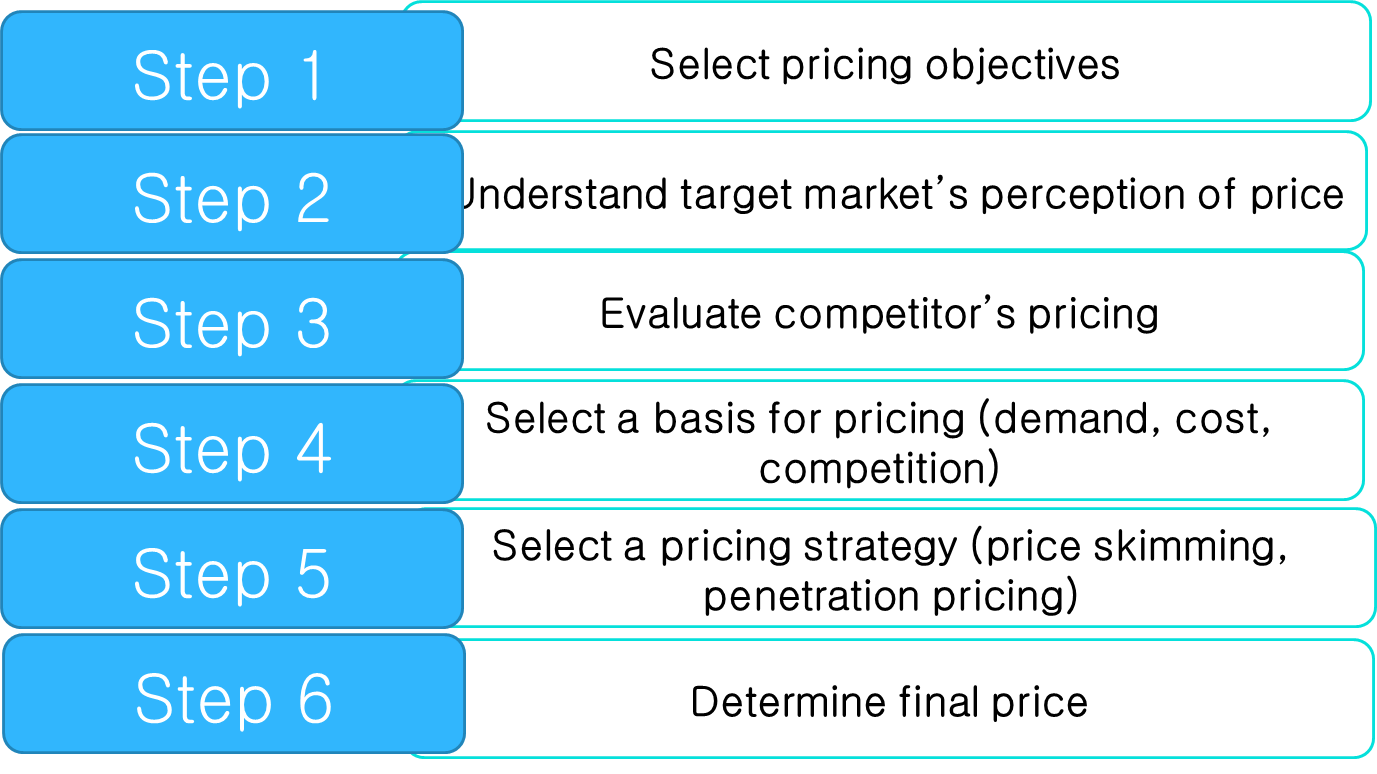 Step 1
Select pricing objectives
Step 2
Understand target market’s perception of price
Step 3
Evaluate competitor’s pricing
Step 4
Select a basis for pricing (demand, cost,
competition)
Step 5
Select a pricing strategy (price skimming,
penetration pricing)
Step 6
Determine final price